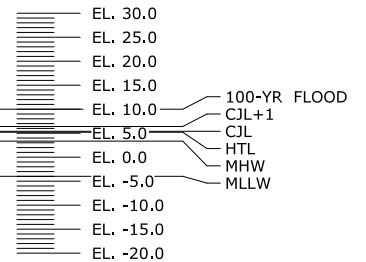 EL. 30.0
EL. 25.0
EL. 20.0
EL. 15.0
EL. 10.0
EL. 5.0
EL. 0.0
EL. -5.0
EL. -10.0
EL. -15.0
EL. -20.0
100-YR FLOOD
CJL+1
CJL
HTL
MHW
MLLW